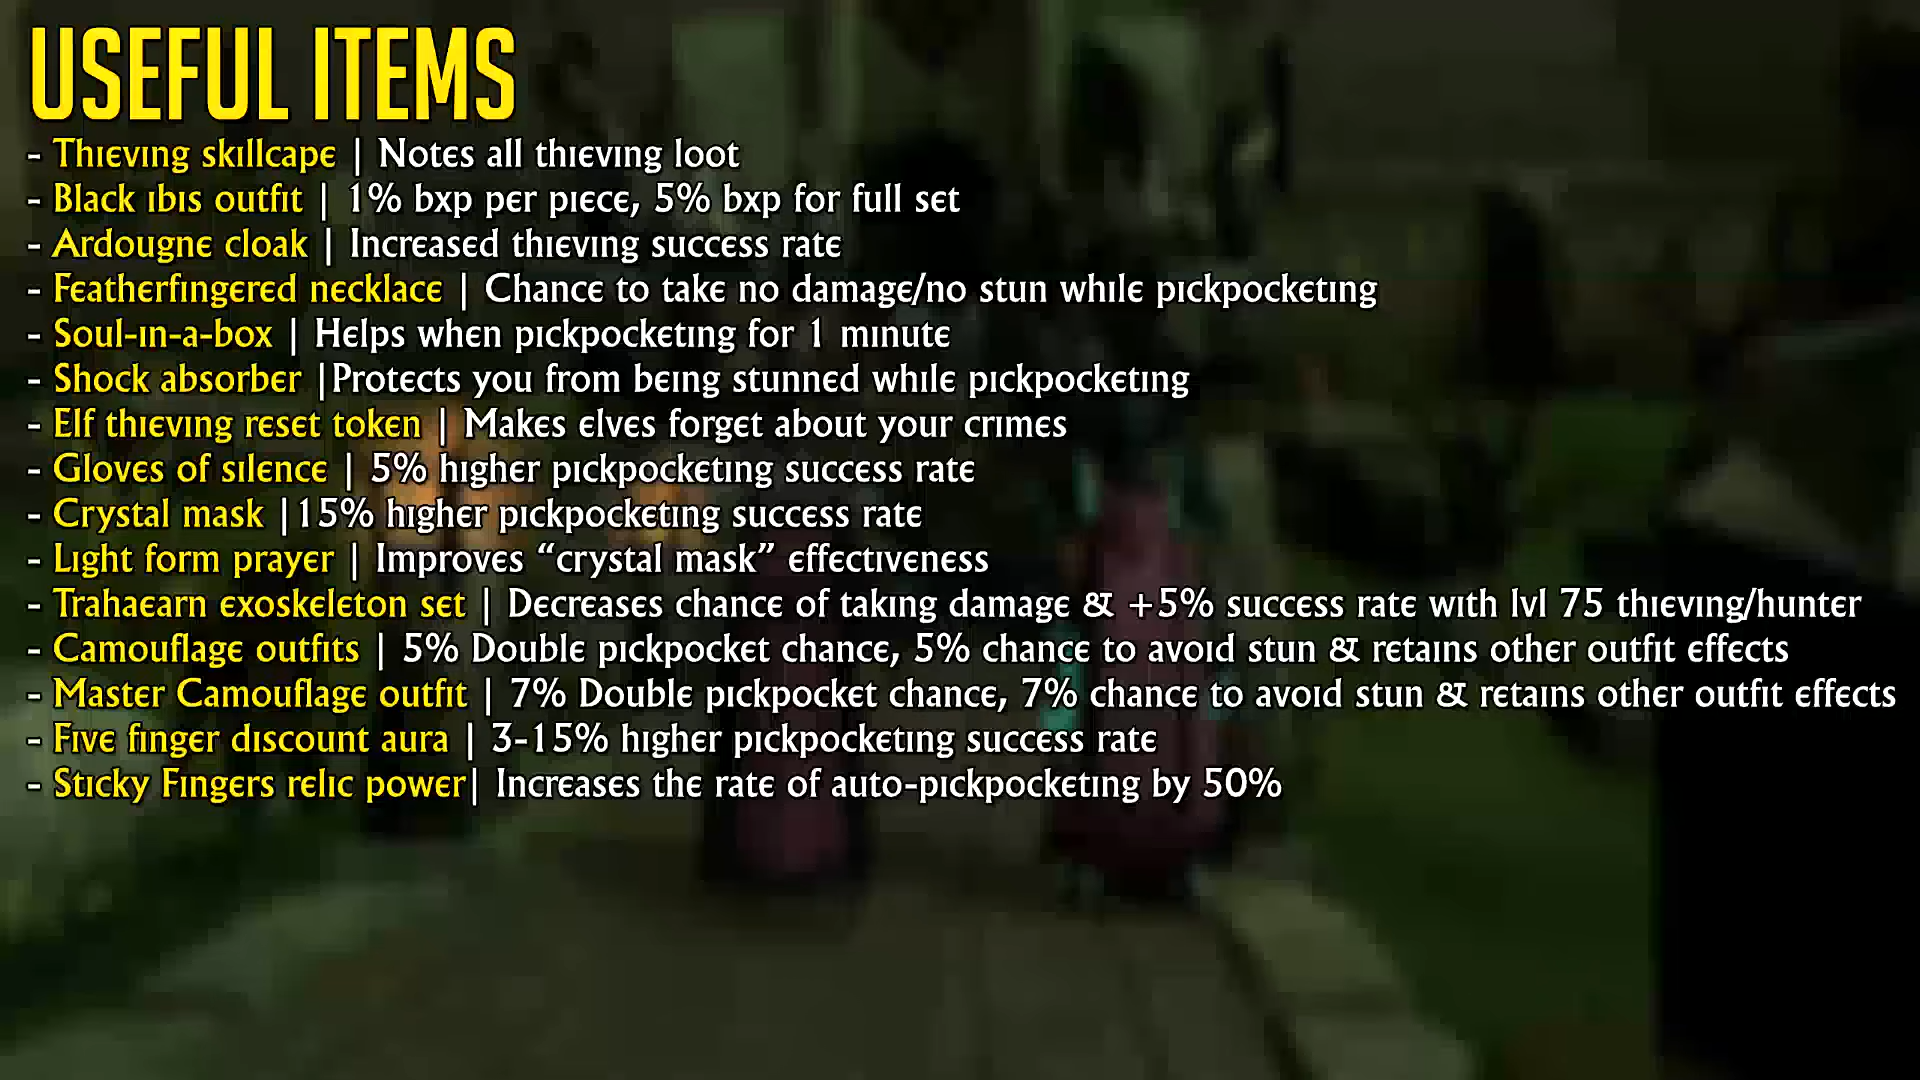 USEFUL ITEMS
- Thieving skillcape | Notes all thieving loot
- Black ibis outfit | 1% bxp per piece, 5% bxp for full set
- Ardougne cloak | Increased thieving success rate
- Featherfingered necklace | Chance to take no damage/no stun while pickpocketing
- Soul-in-a-box | Helps when pickpocketing for 1 minute
- Shock absorber |Protects you from being stunned while pickpocketing
- Elf thieving reset token | Makes elves forget about your crimes
- Gloves of silence | 5% higher pickpocketing success rate
- Crystal mask |15% higher pickpocketing success rate
- Light form prayer | Improves “crystal mask” effectiveness
- Trahaearn exoskeleton set | Decreases chance of taking damage & +5% success rate with lvl 75 thieving/hunter
- Camouflage outfits | 5% Double pickpocket chance, 5% chance to avoid stun & retains other outfit effects
- Master Camouflage outfit | 7% Double pickpocket chance, 7% chance to avoid stun & retains other outfit effects
- Five finger discount aura | 3-15% higher pickpocketing success rate
- Sticky Fingers relic power| Increases the rate of auto-pickpocketing by 50%